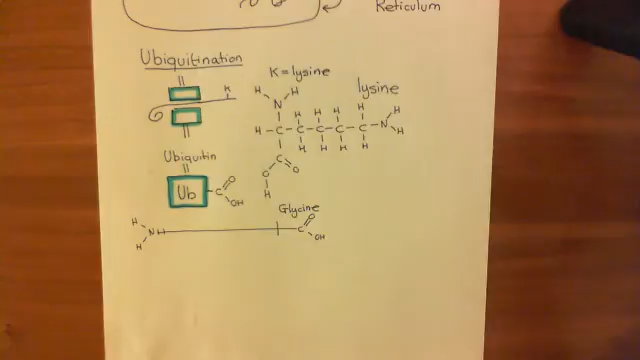 Reticulum
Ubiquitination
K = lysine
K
lysine
H H
N
H H H H H
H - C - C - C - C - C - N
H H H H H
C
O O
H
Ubiquitin
Ub C O
OH
Glycine
H
N H C O
H OH